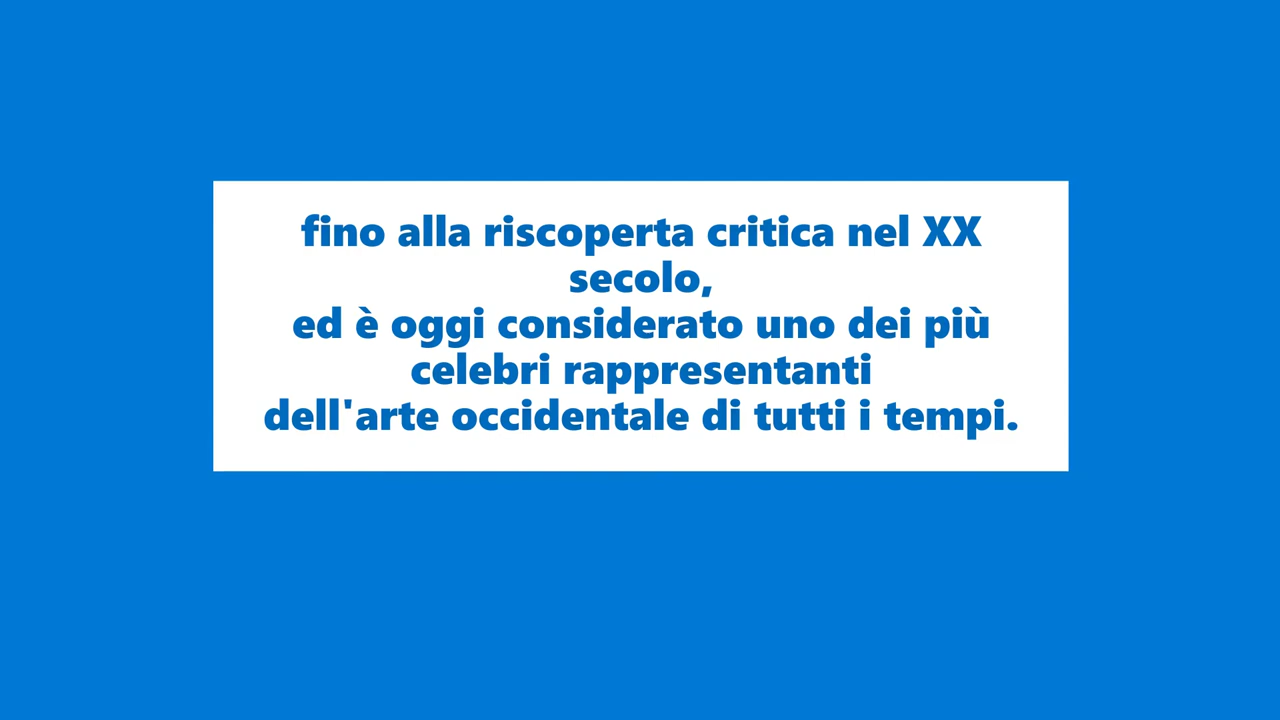 fino alla riscoperta critica nel XX
secolo,
ed è oggi considerato uno dei più
celebri rappresentanti
dell'arte occidentale di tutti i tempi.